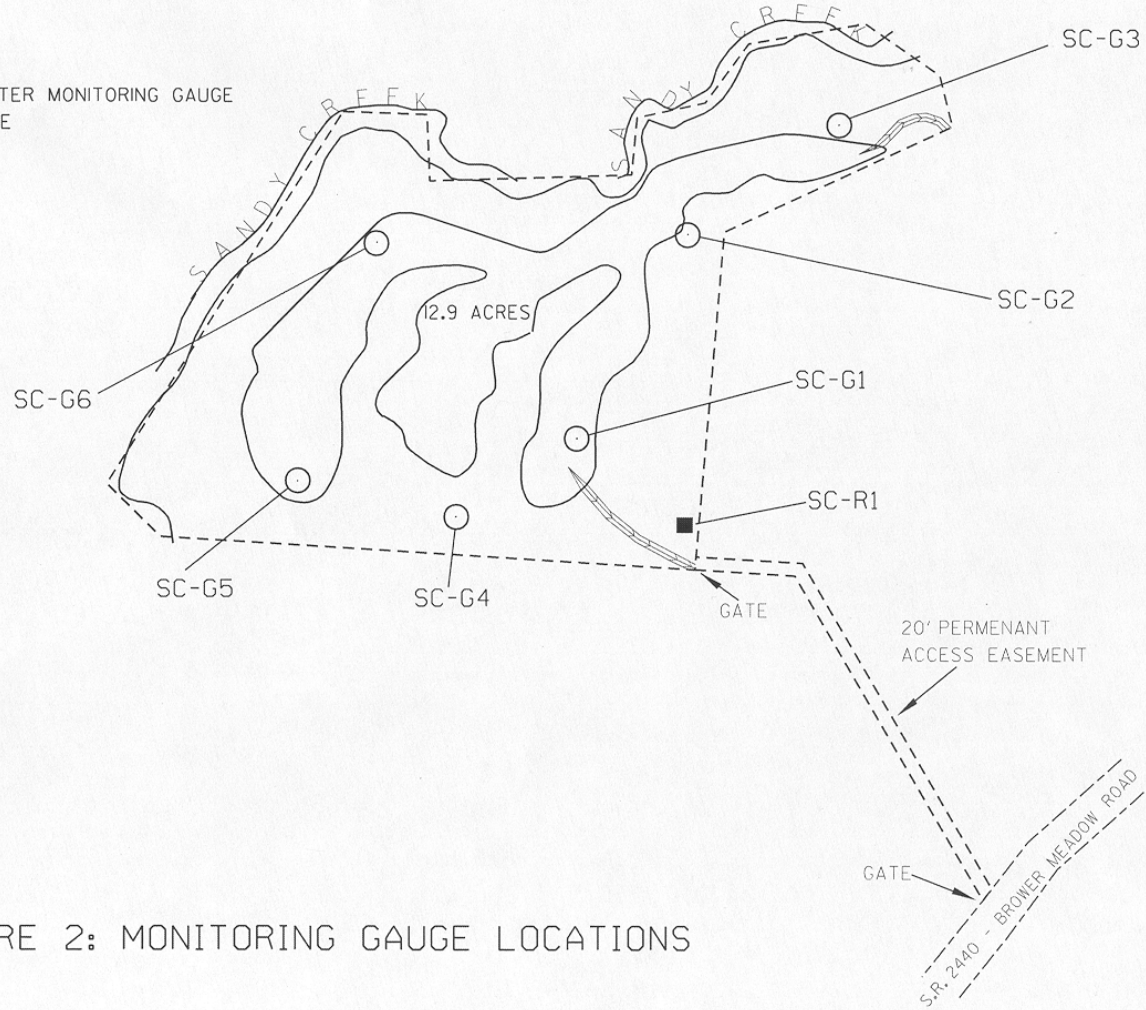 CREEK
SC-G3
TER MONITORING GAUGE
E
CREEK
SANDY
SANDY
SC-G2
12.9 ACRES
SC-G6
SC-G1
SC-R1
SC-G5
SC-G4
GATE
20' PERMENANT
ACCESS EASEMENT
GATE
S.R. 2440 - BROWER MEADOW ROAD
RE 2: MONITORING GAUGE LOCATIONS